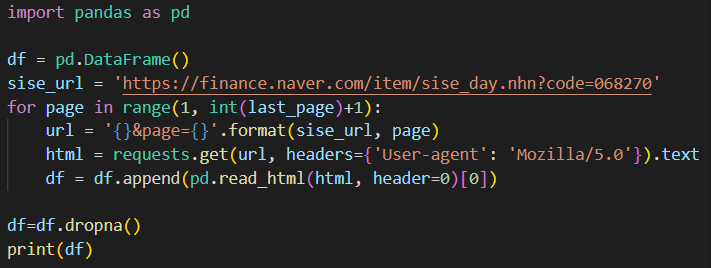 import pandas as pd
df = pd.DataFrame()
sise_url = 'https://finance.naver.com/item/sise_day.nhn?code=068270'
for page in range(1, int(last_page)+1):
    url = '{}&page={}'.format(sise_url, page)
    html = requests.get(url, headers={'User-agent': 'Mozilla/5.0'}).text
    df = df.append(pd.read_html(html, header=0)[0])
df=df.dropna()
print(df)